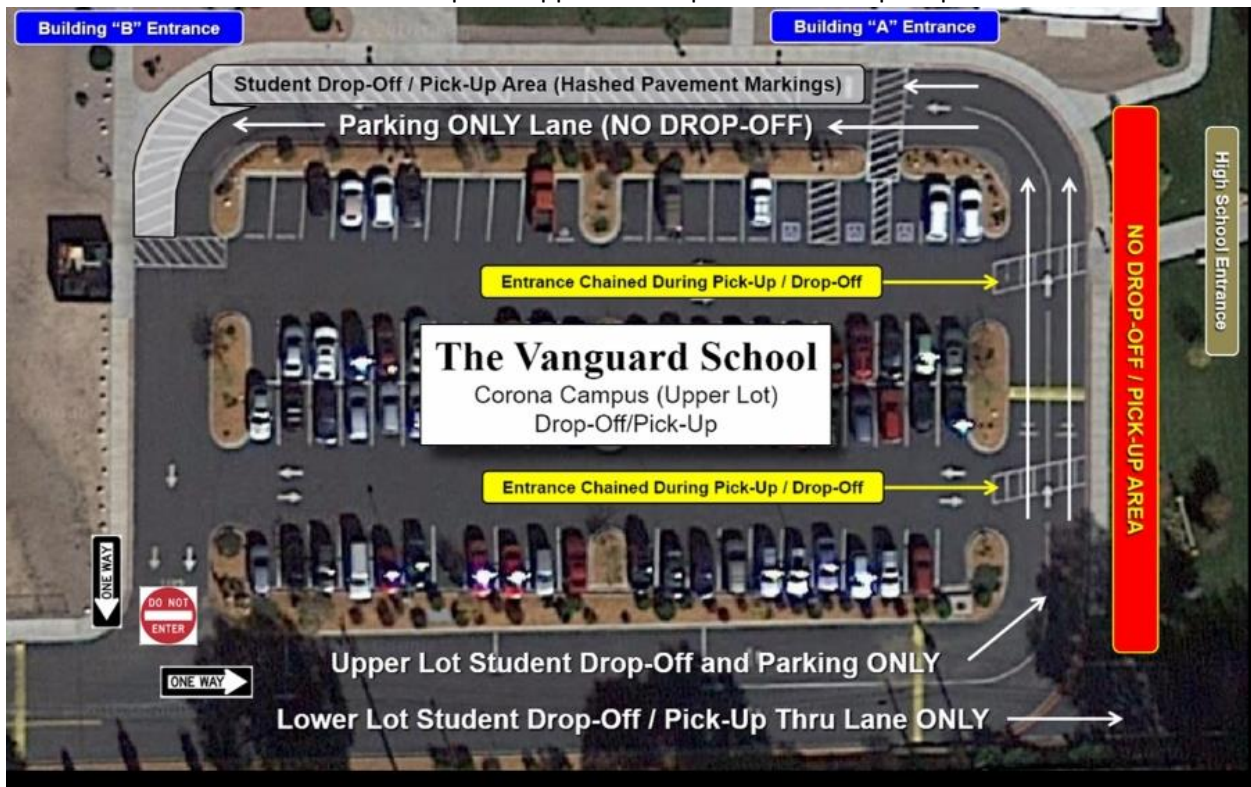 Building “B” Entrance
Building “A” Entrance
Student Drop-Off / Pick-Up Area (Hashed Pavement Markings)
Parking ONLY Lane (NO DROP-OFF)
High School Entrance
NO DROP-OFF / PICK-UP AREA
Entrance Chained During Pick-Up / Drop-Off
The Vanguard School
Corona Campus (Upper Lot)
Drop-Off/Pick-Up
Entrance Chained During Pick-Up / Drop-Off
ONE WAY
DO NOT
ENTER
Upper Lot Student Drop-Off and Parking ONLY
ONE WAY
Lower Lot Student Drop-Off / Pick-Up Thru Lane ONLY